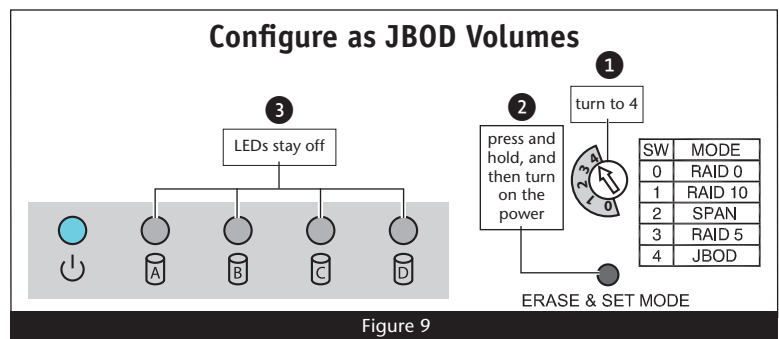 Configure as JBOD Volumes
1
turn to 4
2
press and
hold, and
then turn
on the
power
3
LEDs stay off
4
3
2
1
0
SW MODE
0 RAID 0
1 RAID 10
2 SPAN
3 RAID 5
4 JBOD
A B C D
ERASE & SET MODE
Figure 9